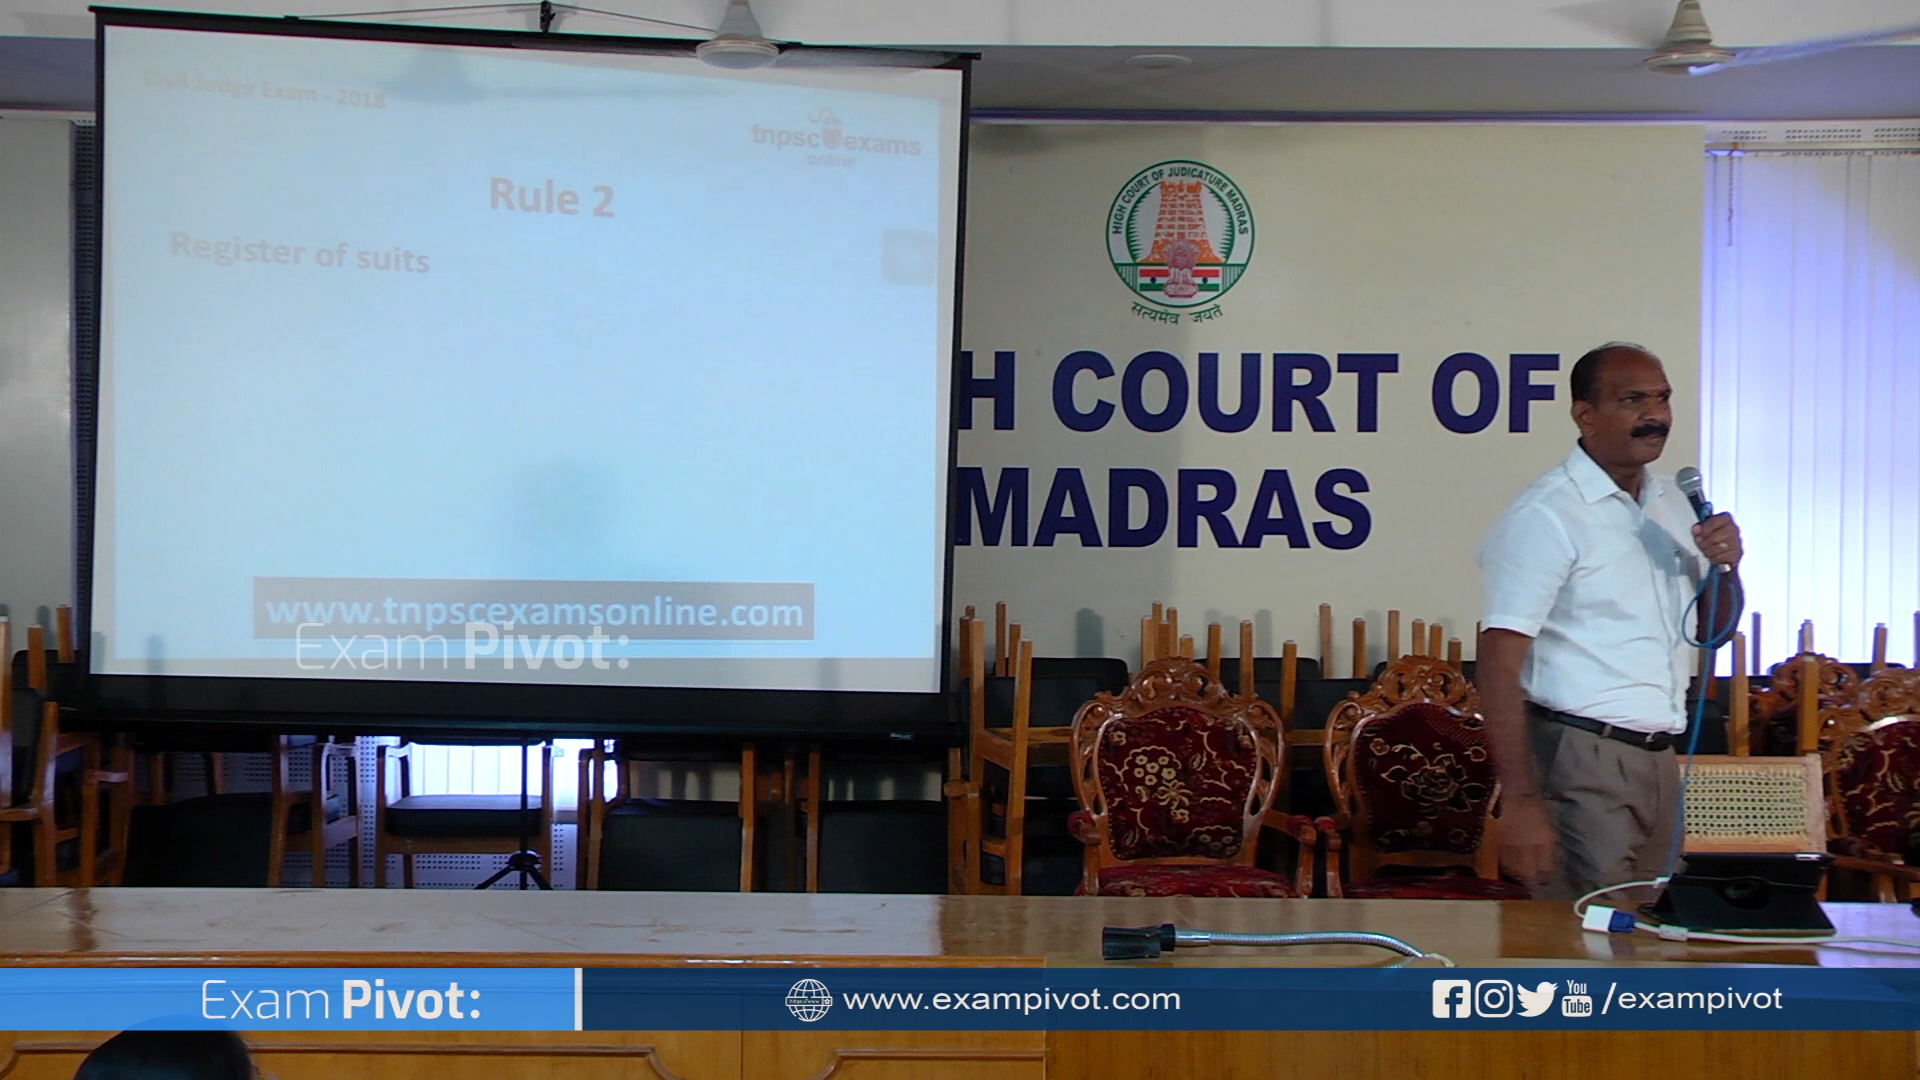 Civil Judge Exam - 2018
tnpsc exams
online
Rule 2
Register of suits
www.tnpscexamsonline.com
Exam Pivot:
HIGH COURT OF JUDICATURE MADRAS
सत्यमेव जयते
H COURT OF
MADRAS
Exam Pivot:
www.exampivot.com
You
Tube
/exampivot